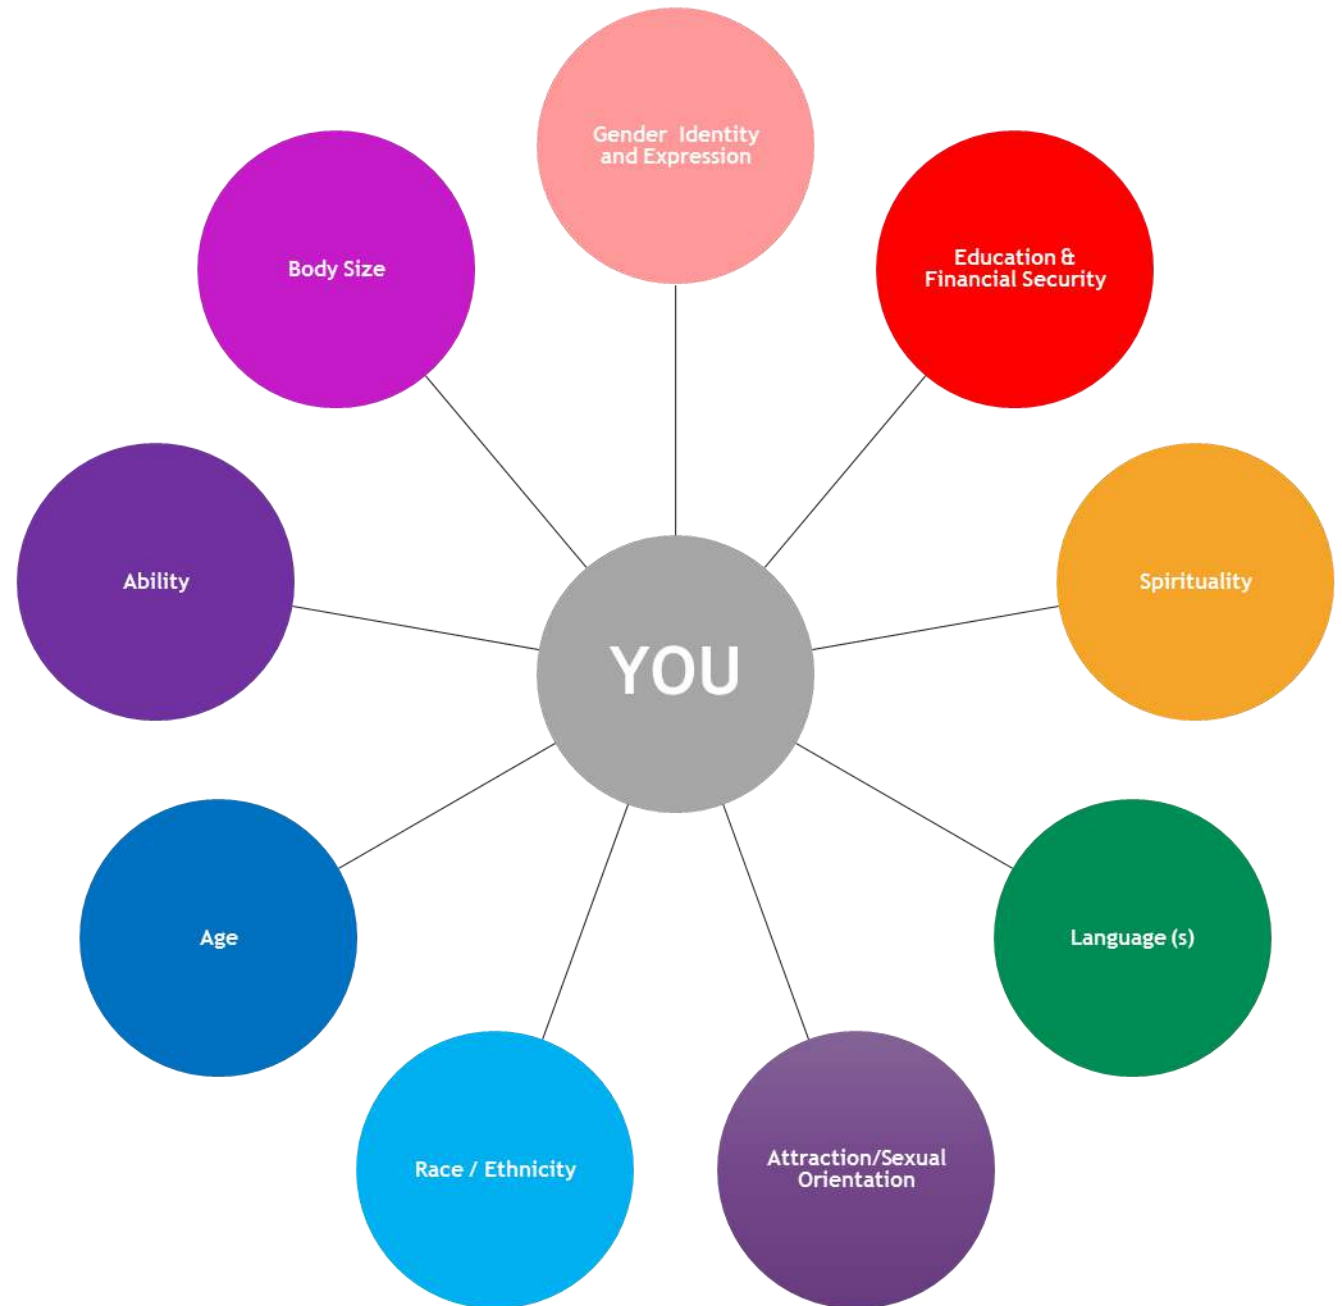 Gender Identity
and Expression
Education &
Financial Security
Spirituality
Language (s)
Attraction/Sexual
Orientation
Race / Ethnicity
Age
Ability
Body Size
YOU